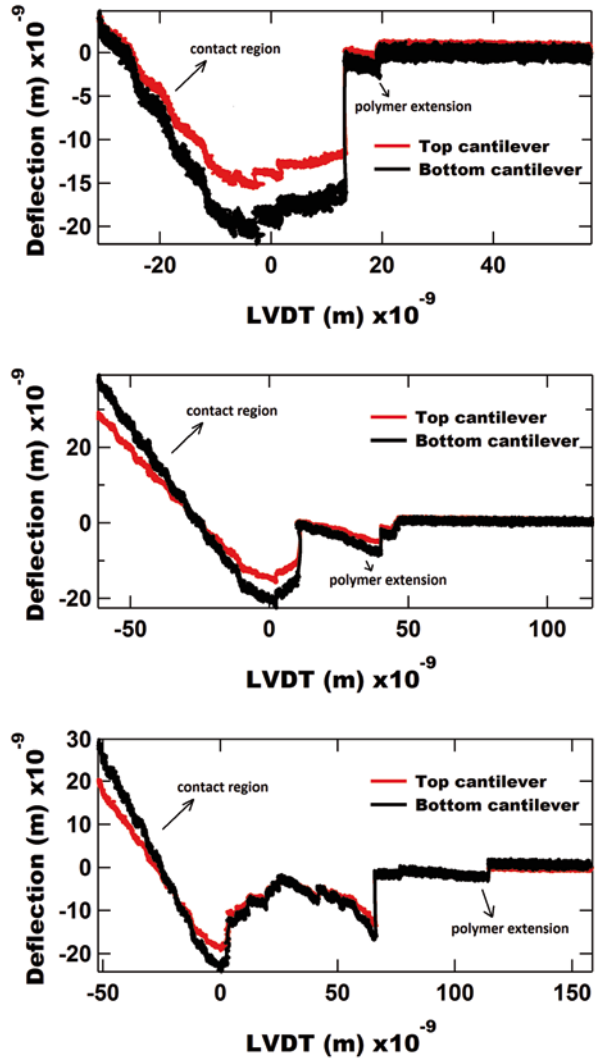 Deflection (m) x10 -9
0
-5
-10
-15
-20
contact region
polymer extension
Top cantilever
Bottom cantilever
-20 0 20 40
LVDT (m) x10 -9
Deflection (m) x10 -9
20
0
-20
contact region
polymer extension
Top cantilever
Bottom cantilever
-50 0 50 100
LVDT (m) x10 -9
Deflection (m) x10 -9
30
20
10
0
-10
-20
contact region
Top cantilever
Bottom cantilever
polymer extension
-50 0 50 100 150
LVDT (m) x10 -9